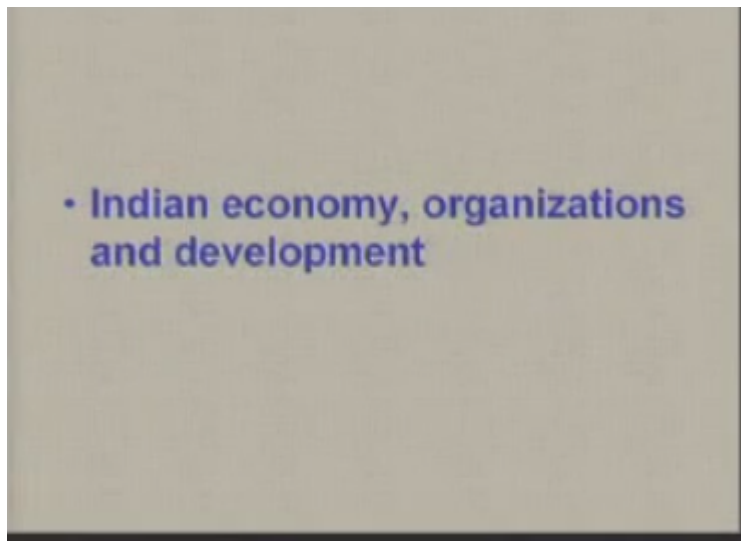 • Indian economy, organizations
and development